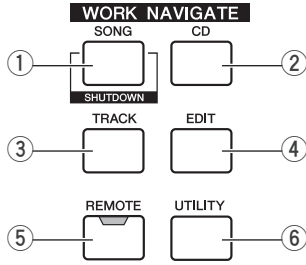 WORK NAVIGATE
SONG CD
① ②
SHUTDOWN
TRACK EDIT
③ ④
REMOTE UTILITY
⑤ ⑥